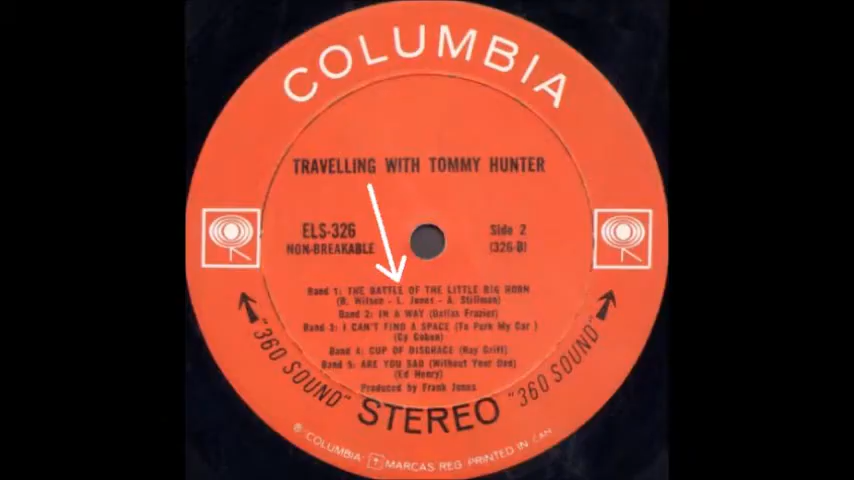 COLUMBIA
TRAVELLING WITH TOMMY HUNTER
ELS-326
NON-BREAKABLE
Side 2
(326-B)
Band 1: THE BATTLE OF THE LITTLE BIG HORN
(B. Wilson - L. Jones - A. Stillman)
Band 2: IN A WAY (Dallas Frazier)
Band 3: I CAN'T FIND A SPACE (To Park My Car)
(Cy Coben)
Band 4: CUP OF DISGRACE (Ray Griff)
Band 5: ARE YOU SAD (Without Your Dad)
(Ed Henry)
Produced by Frank Jones
"360 SOUND" STEREO "360 SOUND"
® "COLUMBIA" MARCAS REG PRINTED IN CAN